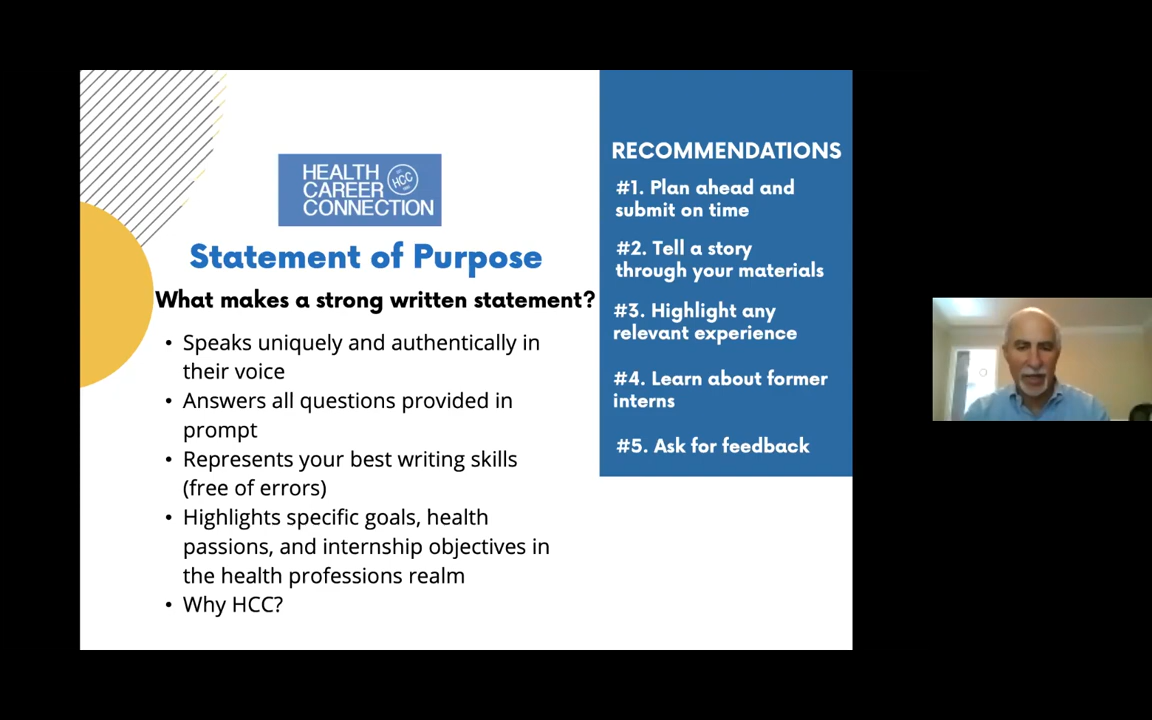 HEALTH
CAREER
CONNECTION
HCC
Statement of Purpose
What makes a strong written statement?
• Speaks uniquely and authentically in
their voice
• Answers all questions provided in
prompt
• Represents your best writing skills
(free of errors)
• Highlights specific goals, health
passions, and internship objectives in
the health professions realm
• Why HCC?
RECOMMENDATIONS
#1. Plan ahead and
submit on time
#2. Tell a story
through your materials
#3. Highlight any
relevant experience
#4. Learn about former
interns
#5. Ask for feedback